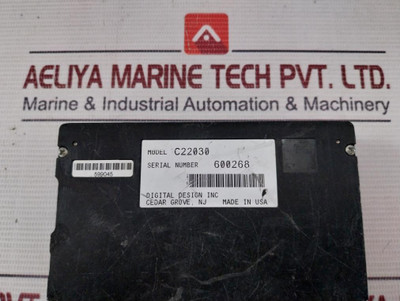 AELIYA MARINE TECH PVT. LTD.
Marine & Industrial Automation & Machinery
MODEL C22030
SERIAL NUMBER 600268
599045
DIGITAL DESIGN INC
CEDAR GROVE, NJ MADE IN USA